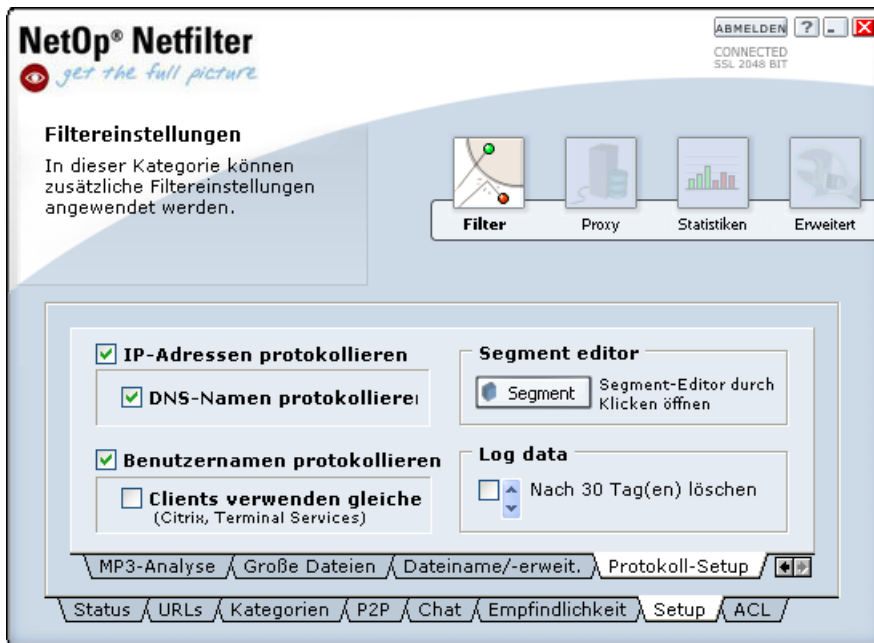 NetOp® Netfilter
get the full picture
ABMELDEN ?
CONNECTED
SSL 2048 BIT
Filtereinstellungen
In dieser Kategorie können
zusätzliche Filtereinstellungen
angewendet werden.
Filter
Proxy
Statistiken
Erweitert
IP-Adressen protokollieren
DNS-Namen protokollieren
Benutzernamen protokollieren
Clients verwenden gleiche
(Citrix, Terminal Services)
Segment editor
Segment
Segment-Editor durch
Klicken öffnen
Log data
Nach 30 Tag(en) löschen
MP3-Analyse Große Dateien Dateiname/-erweit. Protokoll-Setup
Status URLs Kategorien P2P Chat Empfindlichkeit Setup ACL